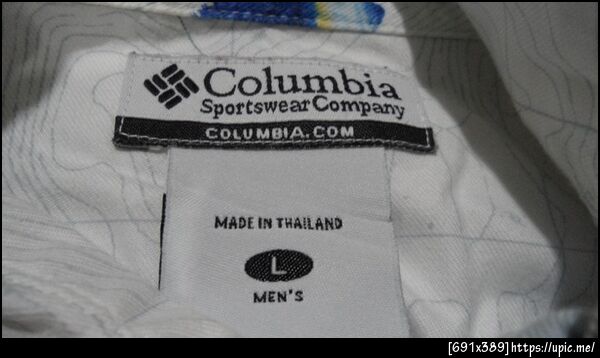 Columbia
Sportswear Company
COLUMBIA.COM
MADE IN THAILAND
L
MEN'S
[691x389]https://upic.me/